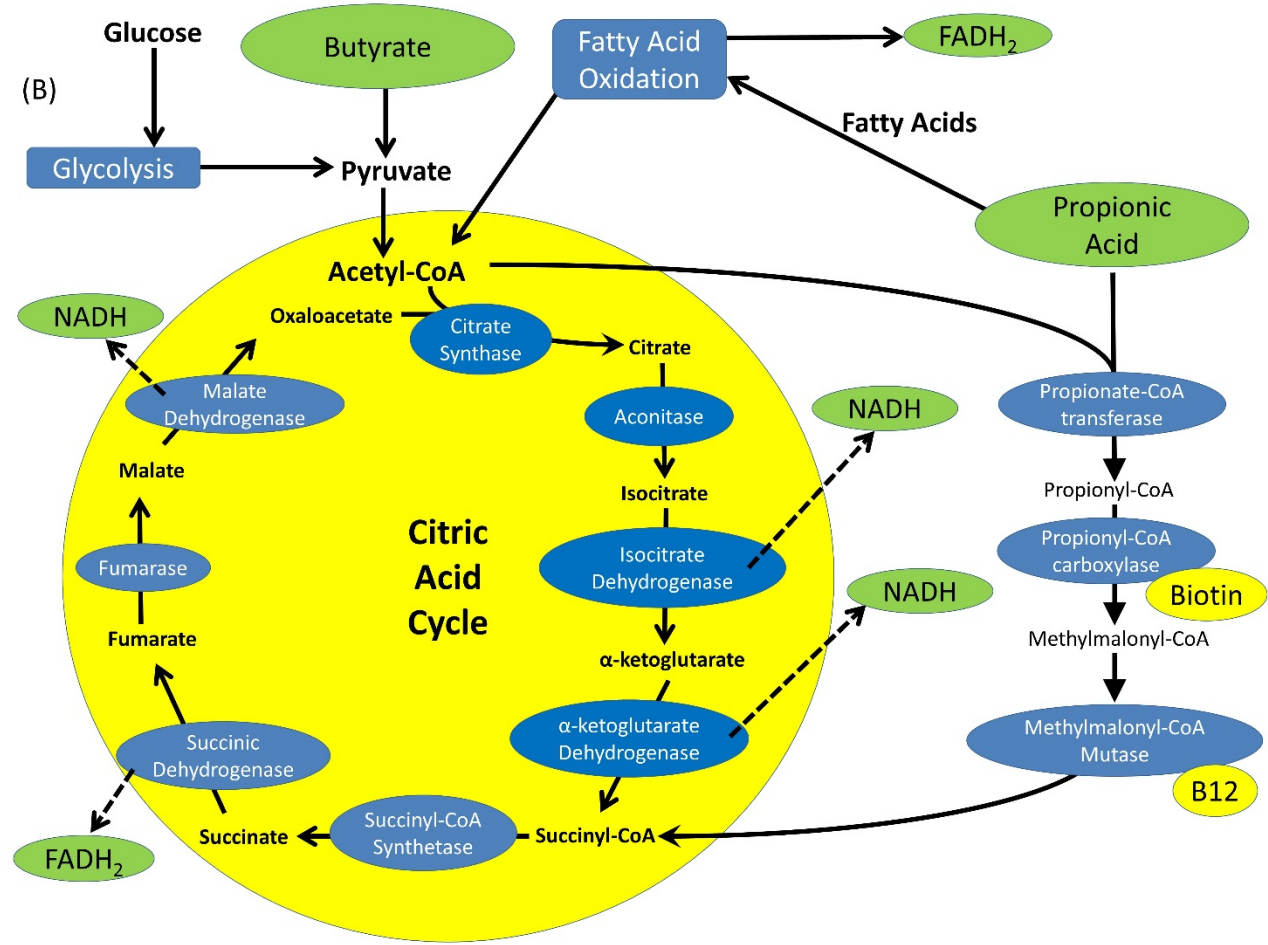 Glucose
Butyrate
Fatty Acid
Oxidation
FADH₂
(B)
Fatty Acids
Glycolysis
Pyruvate
Propionic
Acid
Acetyl-CoA
NADH
Oxaloacetate
Citrate
Synthase
Citrate
Malate
Dehydrogenase
Aconitase
NADH
Propionate-CoA
transferase
Malate
Isocitrate
Propionyl-CoA
Citric
Acid
Cycle
Fumarase
Isocitrate
Dehydrogenase
NADH
Propionyl-CoA
carboxylase
Biotin
Fumarate
α-ketoglutarate
Methylmalonyl-CoA
Succinic
Dehydrogenase
α-ketoglutarate
Dehydrogenase
Methylmalonyl-CoA
Mutase
B12
Succinate
Succinyl-CoA
Synthetase
Succinyl-CoA
FADH₂